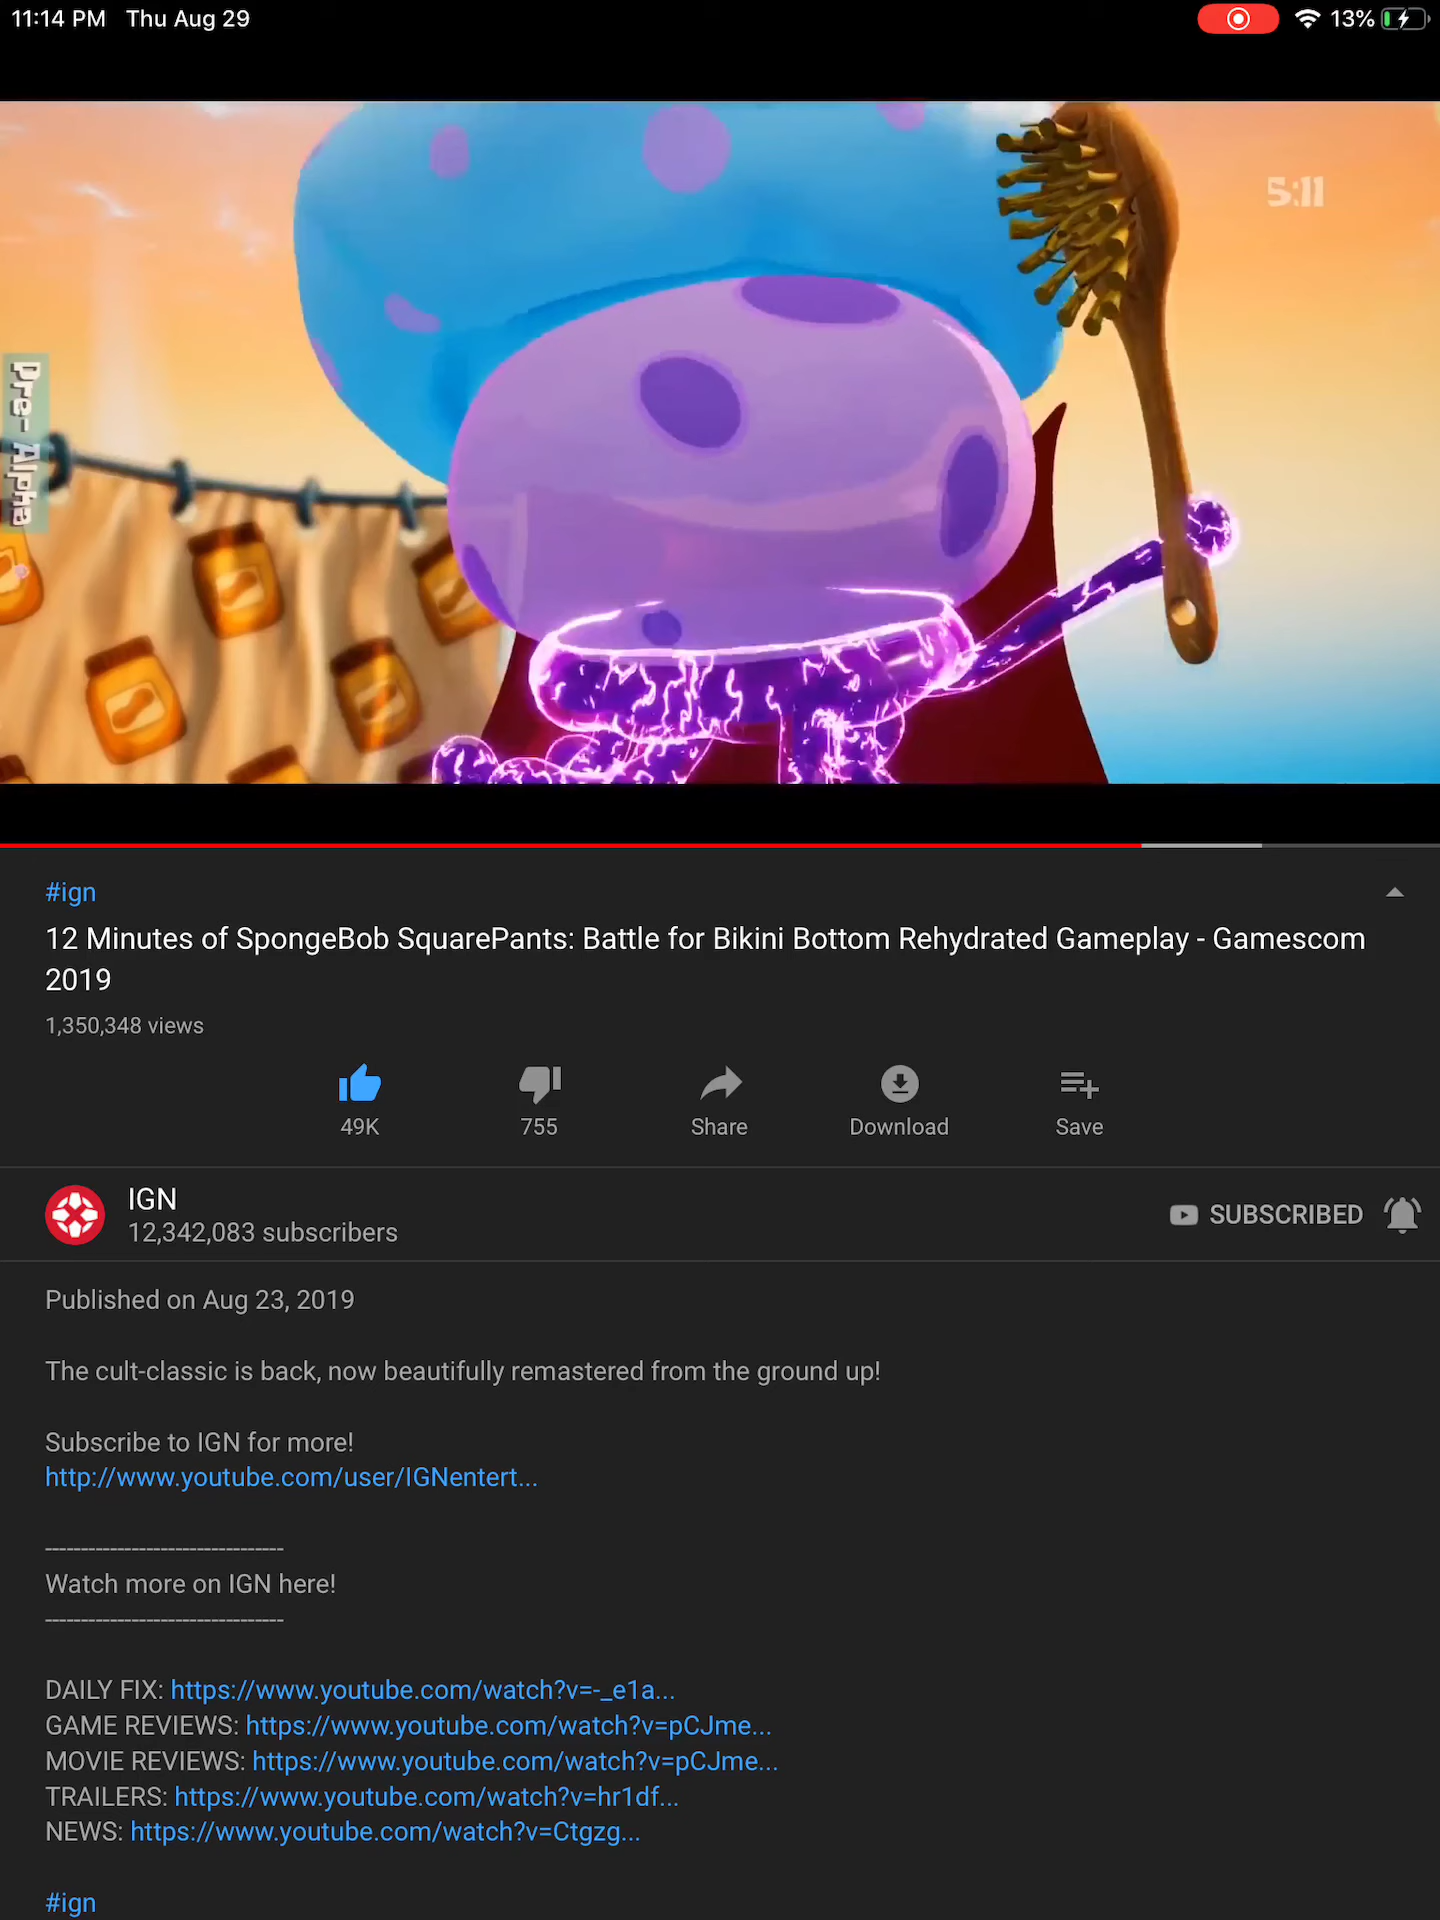 11:14 PM Thu Aug 29
13%
5:11
Pre-Alpha
#ign
12 Minutes of SpongeBob SquarePants: Battle for Bikini Bottom Rehydrated Gameplay - Gamescom
2019
1,350,348 views
49K
755
Share
Download
Save
IGN
12,342,083 subscribers
SUBSCRIBED
Published on Aug 23, 2019
The cult-classic is back, now beautifully remastered from the ground up!
Subscribe to IGN for more!
http://www.youtube.com/user/IGNentert...
--------------------------------
Watch more on IGN here!
--------------------------------
DAILY FIX: https://www.youtube.com/watch?v=-_e1a...
GAME REVIEWS: https://www.youtube.com/watch?v=pCJme...
MOVIE REVIEWS: https://www.youtube.com/watch?v=pCJme...
TRAILERS: https://www.youtube.com/watch?v=hr1df...
NEWS: https://www.youtube.com/watch?v=Ctgzg...
#ign